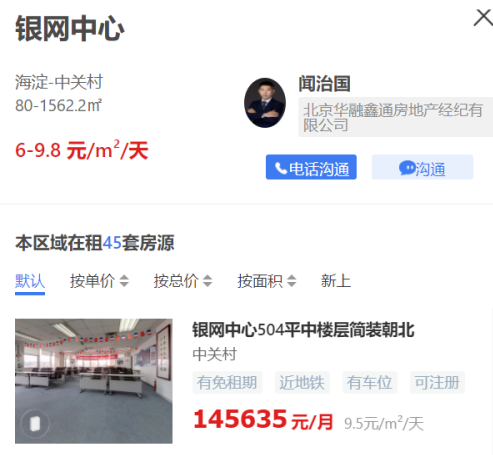 银网中心
海淀-中关村
80-1562.2㎡
6-9.8 元/m²/天
闻治国
北京华融鑫通房地产经纪有
限公司
电话沟通
沟通
本区域在租45套房源
默认 按单价 按总价 按面积 新上
银网中心504平中楼层简装朝北
中关村
有免租期 近地铁 有车位 可注册
145635 元/月 9.5元/m²/天